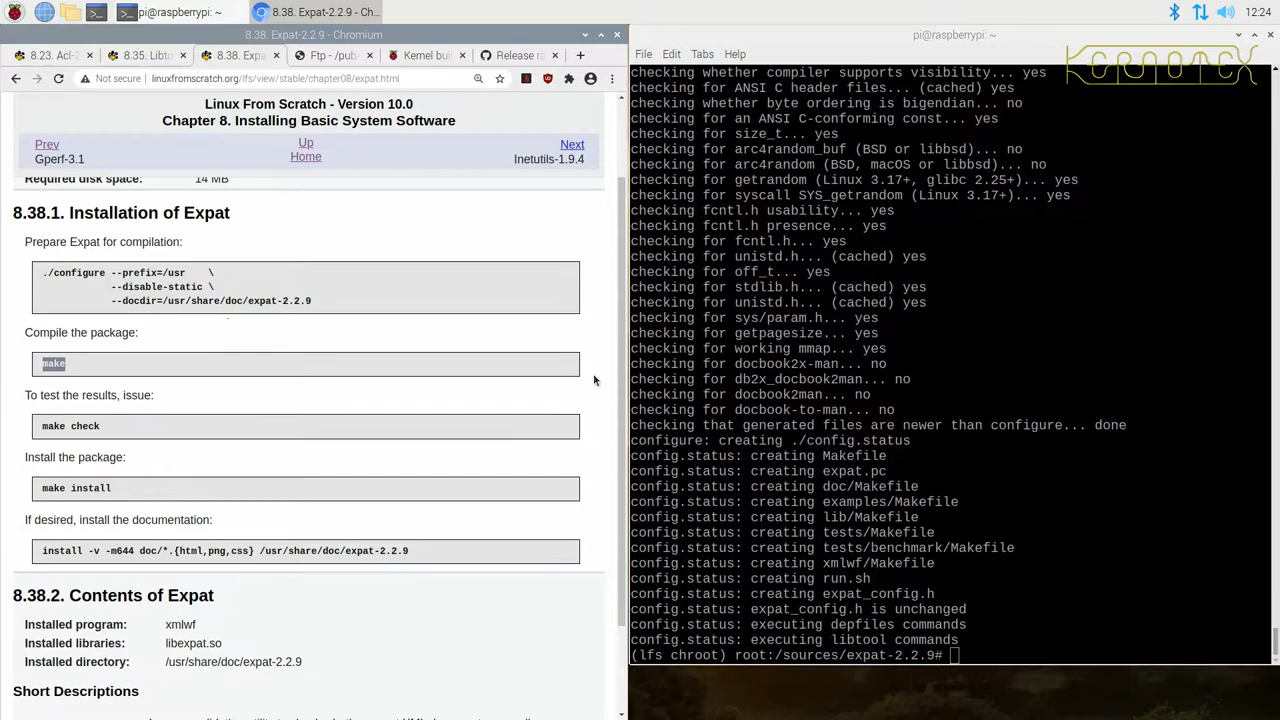 pi@raspberrypi: ~
8.38. Expat-2.2.9 - Ch...
12:24
8.38. Expat-2.2.9 - Chromium
8.23. Acl-2
8.35. Libto
8.38. Expa
Ftp - /pub/
Kernel buil
Release ra
Not secure | linuxfromscratch.org/lfs/view/stable/chapter08/expat.html
Linux From Scratch - Version 10.0
Chapter 8. Installing Basic System Software
Prev
Up
Next
Gperf-3.1
Home
Inetutils-1.9.4
Required disk space: 14 MB
8.38.1. Installation of Expat
Prepare Expat for compilation:
./configure --prefix=/usr \
--disable-static \
--docdir=/usr/share/doc/expat-2.2.9
Compile the package:
make
To test the results, issue:
make check
Install the package:
make install
If desired, install the documentation:
install -v -m644 doc/*.{html,png,css} /usr/share/doc/expat-2.2.9
8.38.2. Contents of Expat
Installed program: xmlwf
Installed libraries: libexpat.so
Installed directory: /usr/share/doc/expat-2.2.9
Short Descriptions
pi@raspberrypi: ~
File Edit Tabs Help
checking whether compiler supports visibility... yes
checking for ANSI C header files... (cached) yes
checking whether byte ordering is bigendian... no
checking for an ANSI C-conforming const... yes
checking for size_t... yes
checking for arc4random_buf (BSD or libbsd)... no
checking for arc4random (BSD, macOS or libbsd)... no
checking for getrandom (Linux 3.17+, glibc 2.25+)... yes
checking for syscall SYS_getrandom (Linux 3.17+)... yes
checking fcntl.h usability... yes
checking fcntl.h presence... yes
checking for fcntl.h... yes
checking for unistd.h... (cached) yes
checking for off_t... yes
checking for stdlib.h... (cached) yes
checking for unistd.h... (cached) yes
checking for sys/param.h... yes
checking for getpagesize... yes
checking for working mmap... yes
checking for docbook2x-man... no
checking for db2x_docbook2man... no
checking for docbook2man... no
checking for docbook-to-man... no
checking that generated files are newer than configure... done
configure: creating ./config.status
config.status: creating Makefile
config.status: creating expat.pc
config.status: creating doc/Makefile
config.status: creating examples/Makefile
config.status: creating lib/Makefile
config.status: creating tests/Makefile
config.status: creating tests/benchmark/Makefile
config.status: creating xmlwf/Makefile
config.status: creating run.sh
config.status: creating expat_config.h
config.status: expat_config.h is unchanged
config.status: executing depfiles commands
config.status: executing libtool commands
(lfs chroot) root:/sources/expat-2.2.9#